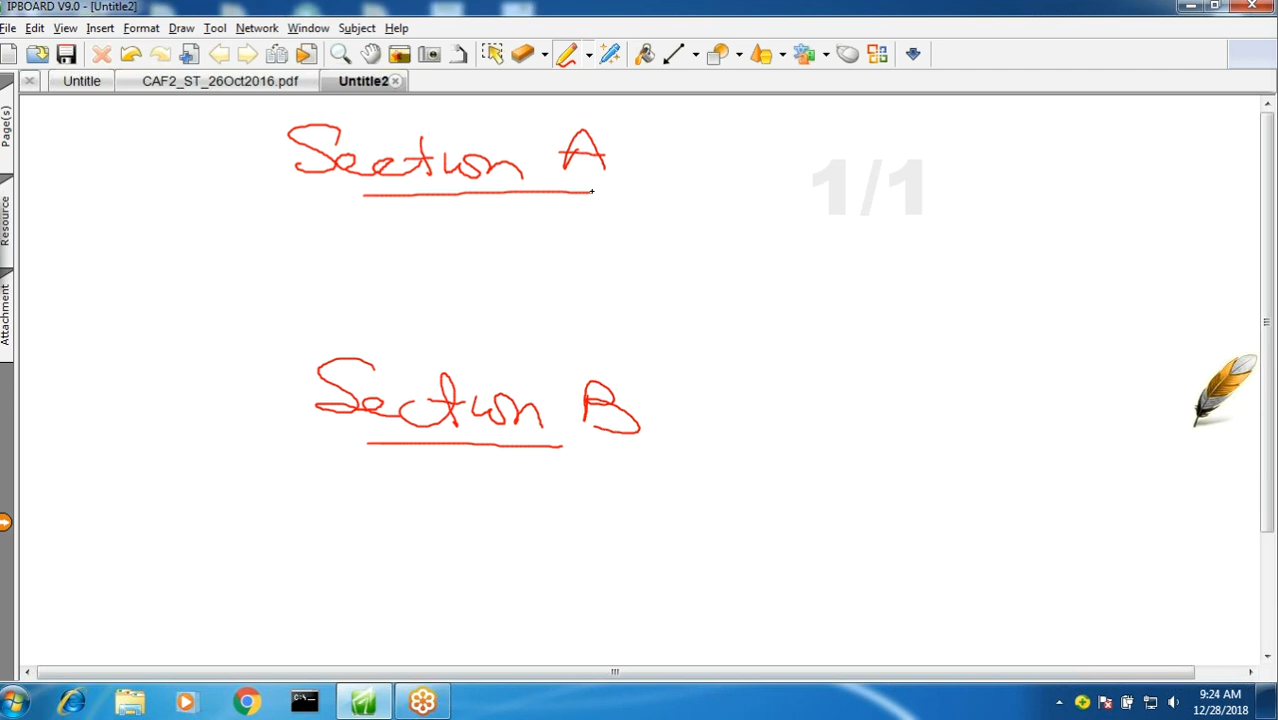 IPBOARD V9.0 - [Untitle2]
File Edit View Insert Format Draw Tool Network Window Subject Help
Untitle CAF2_ST_26Oct2016.pdf Untitle2
Page(s)
Resource
Attachment
Section A
1/1
Section B
9:24 AM
12/28/2018